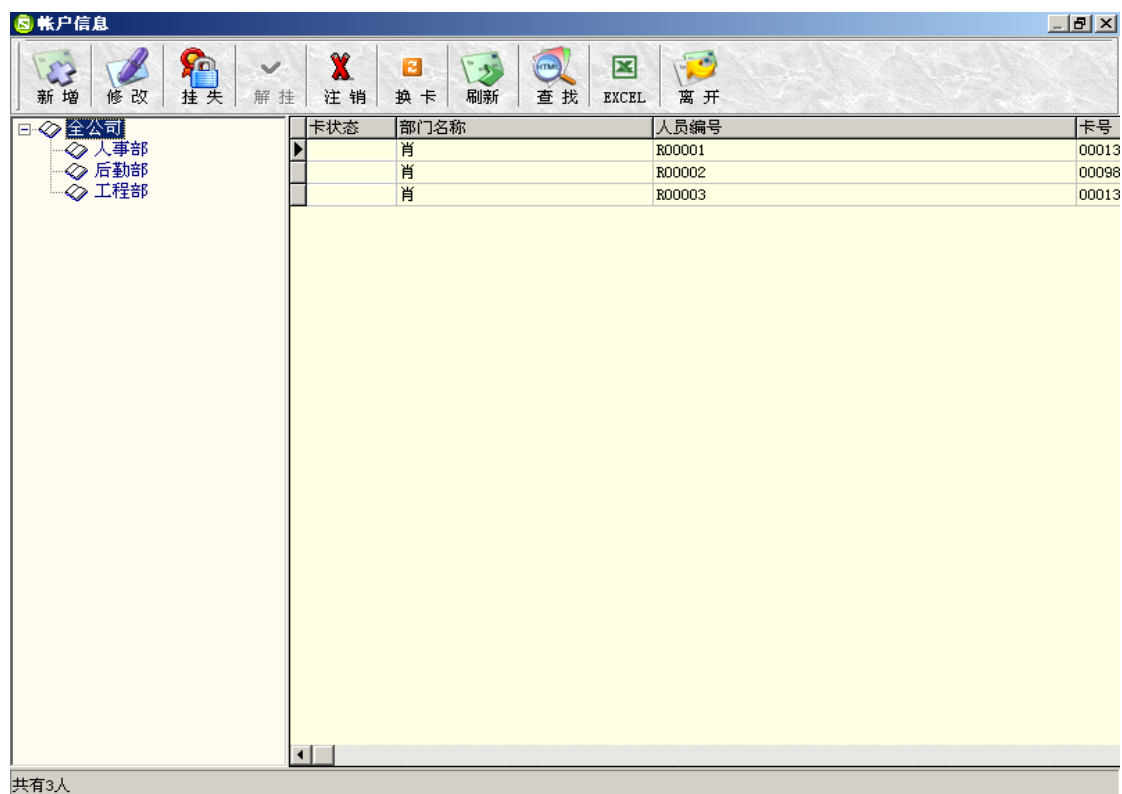 帐户信息
新增 修改 挂失 解挂 注销 换卡 刷新 查找 EXCEL 离开
全公司
人事部
后勤部
工程部
卡状态 部门名称 人员编号 卡号
肖 R00001 00013
肖 R00002 00098
肖 R00003 00013
共有3人